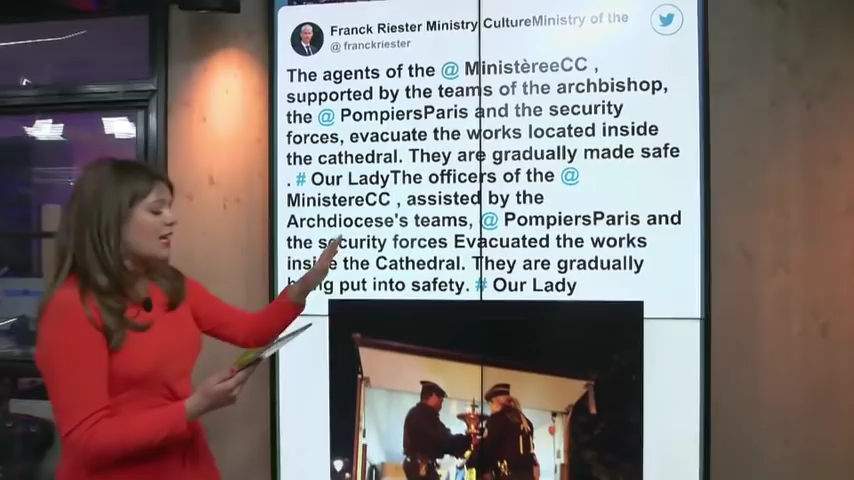 Franck Riester Ministry CultureMinistry of the
@franckriester
The agents of the @ MinistèreeCC ,
supported by the teams of the archbishop,
the @ PompiersParis and the security
forces, evacuate the works located inside
the cathedral. They are gradually made safe
. # Our LadyThe officers of the @
MinistereCC , assisted by the
Archdiocese's teams, @ PompiersParis and
the security forces Evacuated the works
inside the Cathedral. They are gradually
being put into safety. # Our Lady